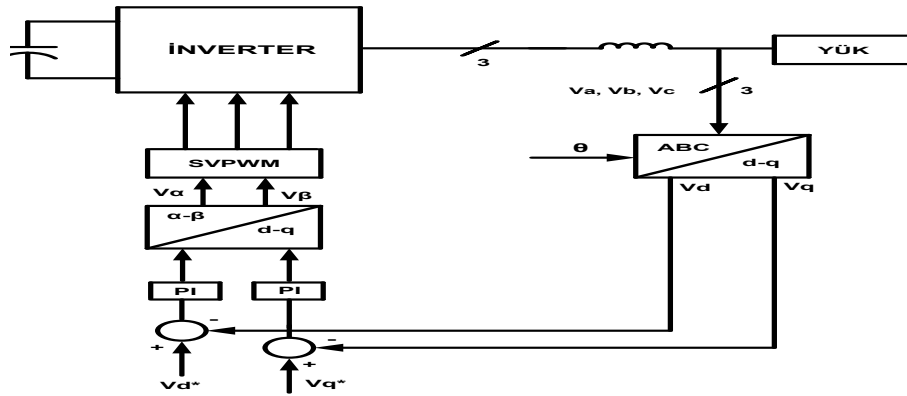 İNVERTER
YÜK
3
Va, Vb, Vc
3
ABC
d-q
θ
SVPWM
Vd
Vq
Vα
Vβ
α-β
d-q
PI
PI
-
-
+
+
Vd*
Vq*